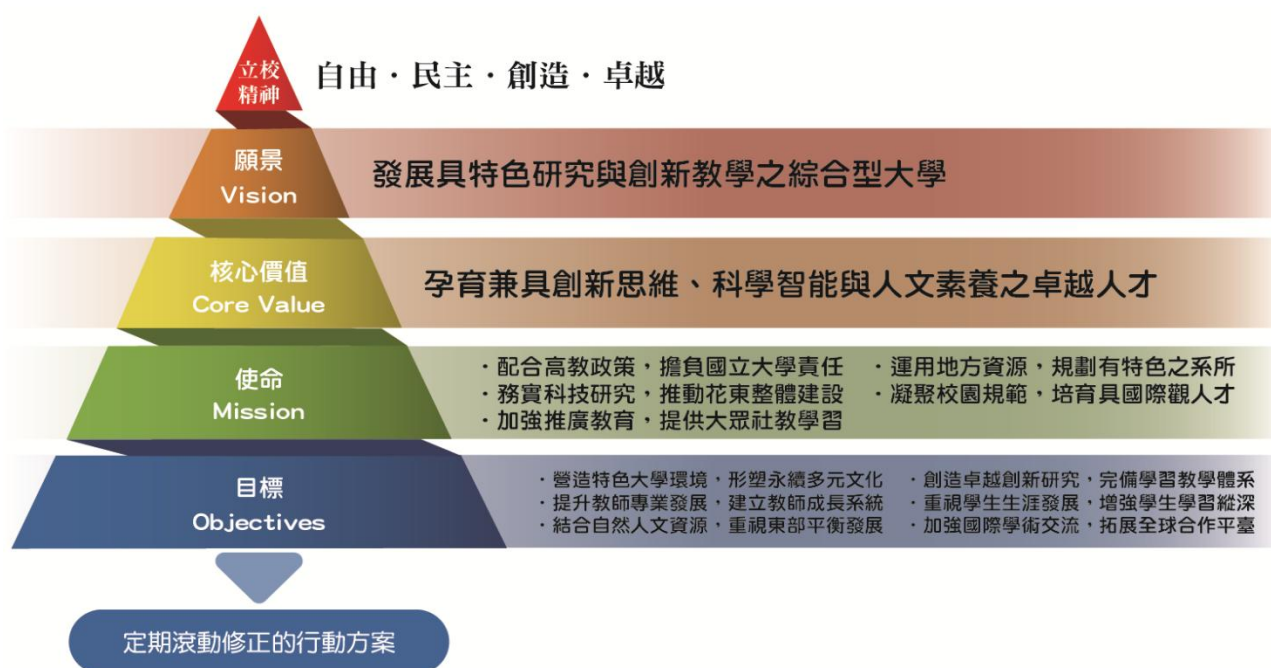 立校
精神
自由．民主．創造．卓越
願景
Vision
發展具特色研究與創新教學之綜合型大學
核心價值
Core Value
孕育兼具創新思維、科學智能與人文素養之卓越人才
使命
Mission
．配合高教政策，擔負國立大學責任
．務實科技研究，推動花東整體建設
．加強推廣教育，提供大眾社教學習
．運用地方資源，規劃有特色之系所
．凝聚校園規範，培育具國際觀人才
目標
Objectives
．營造特色大學環境，形塑永續多元文化
．提升教師專業發展，建立教師成長系統
．結合自然人文資源，重視東部平衡發展
．創造卓越創新研究，完備學習教學體系
．重視學生生涯發展，增強學生學習縱深
．加強國際學術交流，拓展全球合作平臺
定期滾動修正的行動方案